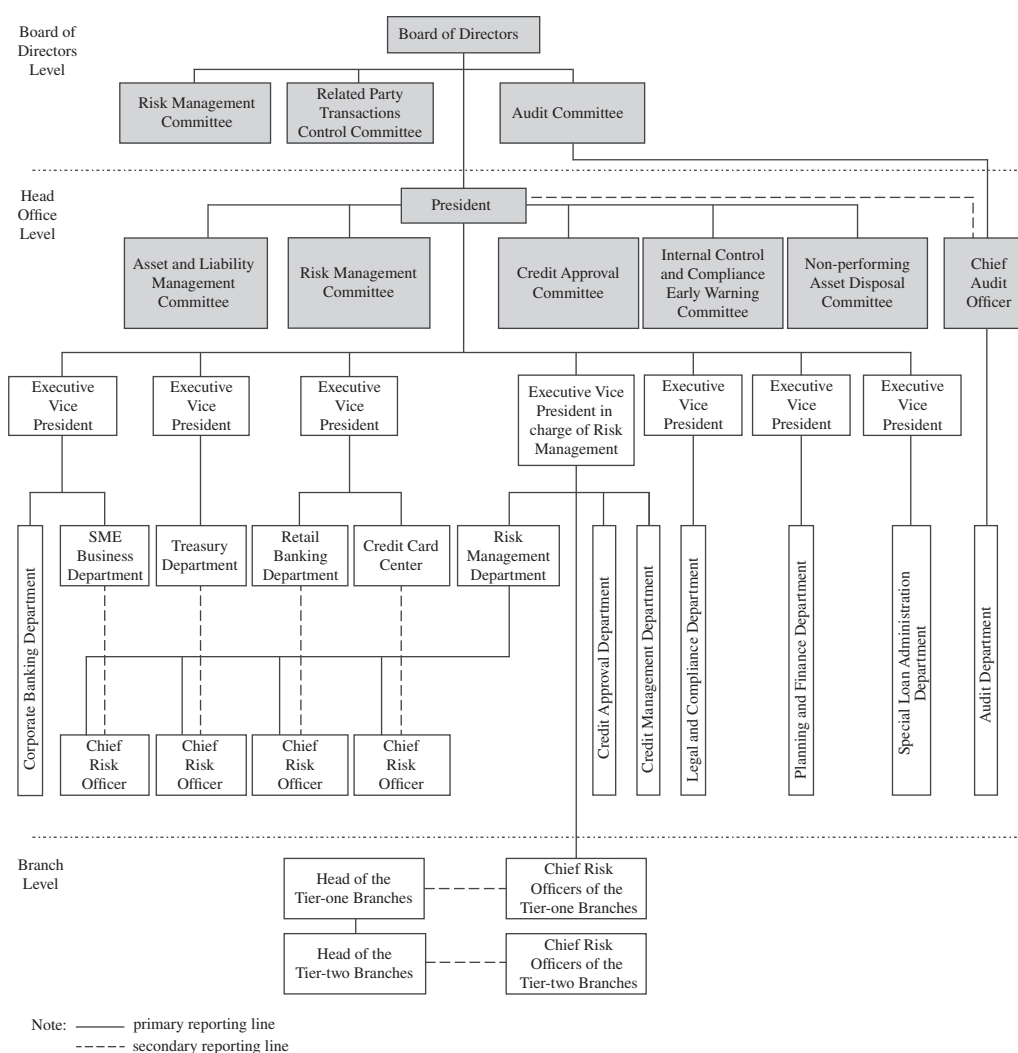 Board of
Directors
Level
Board of Directors
Risk Management
Committee
Related Party
Transactions
Control Committee
Audit Committee
Head
Office
Level
President
Asset and Liability
Management
Committee
Risk Management
Committee
Credit Approval
Committee
Internal Control
and Compliance
Early Warning
Committee
Non-performing
Asset Disposal
Committee
Chief
Audit
Officer
Executive
Vice
President
Executive
Vice
President
Executive
Vice
President
Executive Vice
President in
charge of Risk
Management
Executive
Vice
President
Executive
Vice
President
Executive
Vice
President
Corporate Banking Department
SME
Business
Department
Treasury
Department
Retail
Banking
Department
Credit Card
Center
Risk
Management
Department
Credit Approval Department
Credit Management Department
Legal and Compliance Department
Planning and Finance Department
Special Loan Administration
Department
Audit Department
Chief
Risk
Officer
Chief
Risk
Officer
Chief
Risk
Officer
Chief
Risk
Officer
Branch
Level
Head of the
Tier-one Branches
Chief Risk
Officers of the
Tier-one Branches
Head of the
Tier-two Branches
Chief Risk
Officers of the
Tier-two Branches
Note: primary reporting line
secondary reporting line